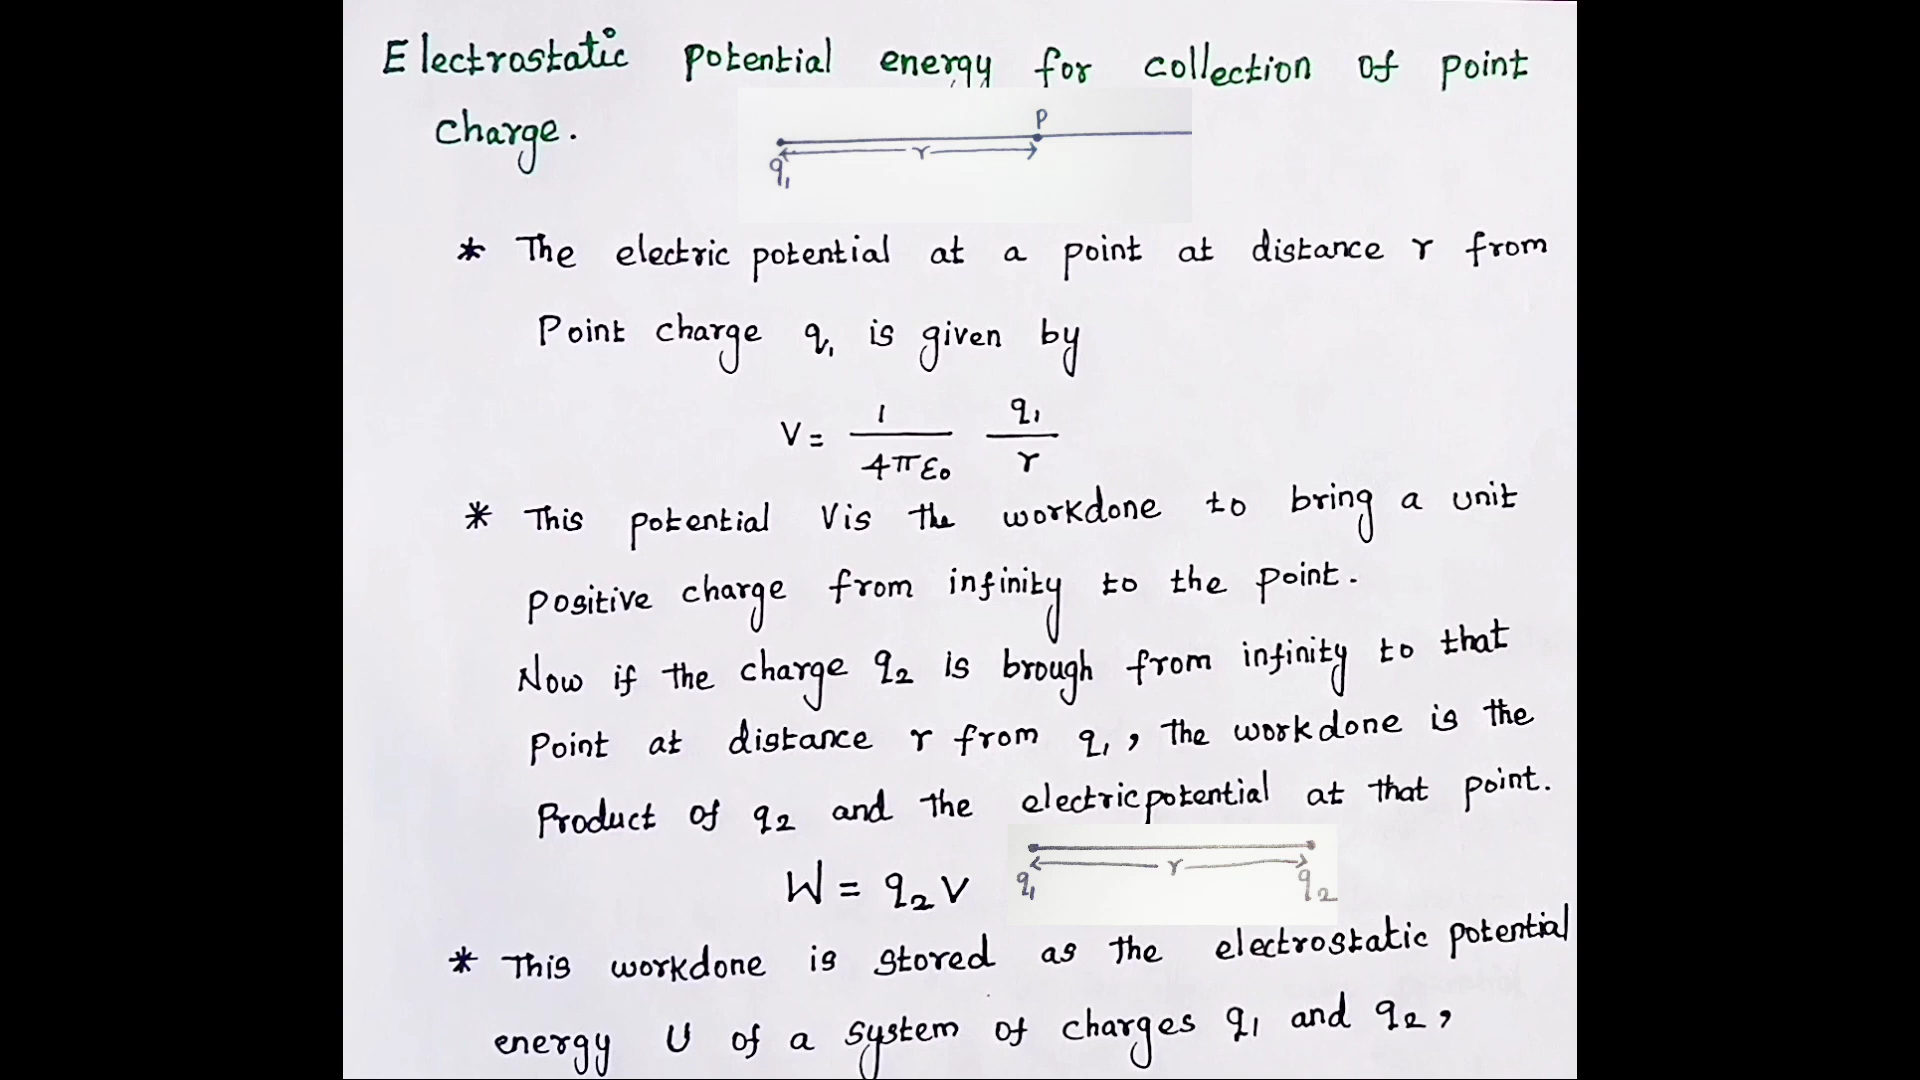 Electrostatic potential energy for collection of point
charge.
P
r
q₁
* The electric potential at a point at distance r from
Point charge q₁ is given by
V = 1/4πε₀ q₁/r
* This potential V is the workdone to bring a unit
positive charge from infinity to the point.
Now if the charge q₂ is brough from infinity to that
Point at distance r from q₁, the workdone is the
Product of q₂ and the electric potential at that point.
W = q₂V
r
q₁ q₂
* This workdone is stored as the electrostatic potential
energy U of a system of charges q₁ and q₂,